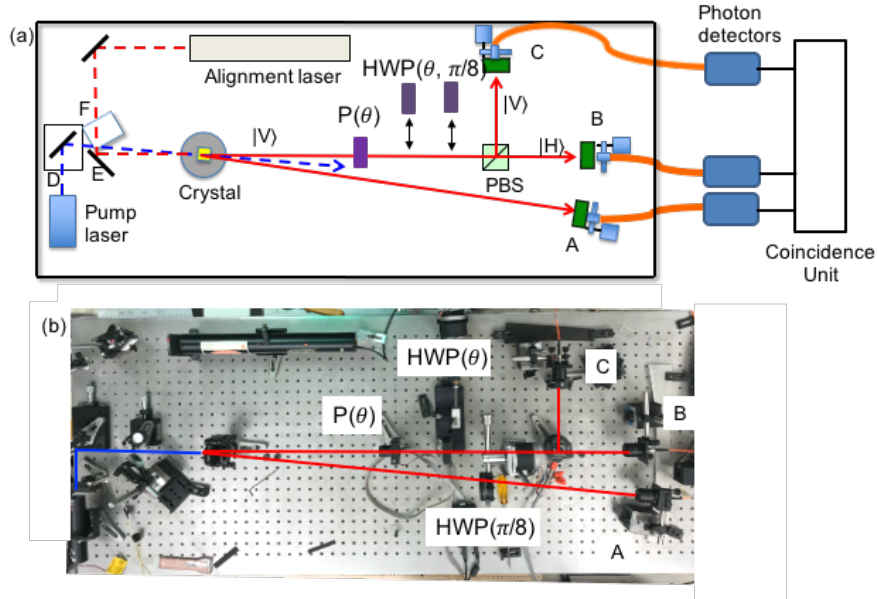 (a)
Alignment laser
HWP(θ, π/8)
C
Photon
detectors
F
P(θ)
|V⟩
B
|V⟩
|H⟩
D
E
Crystal
PBS
Pump
laser
A
Coincidence
Unit
(b)
HWP(θ)
C
P(θ)
B
HWP(π/8)
A